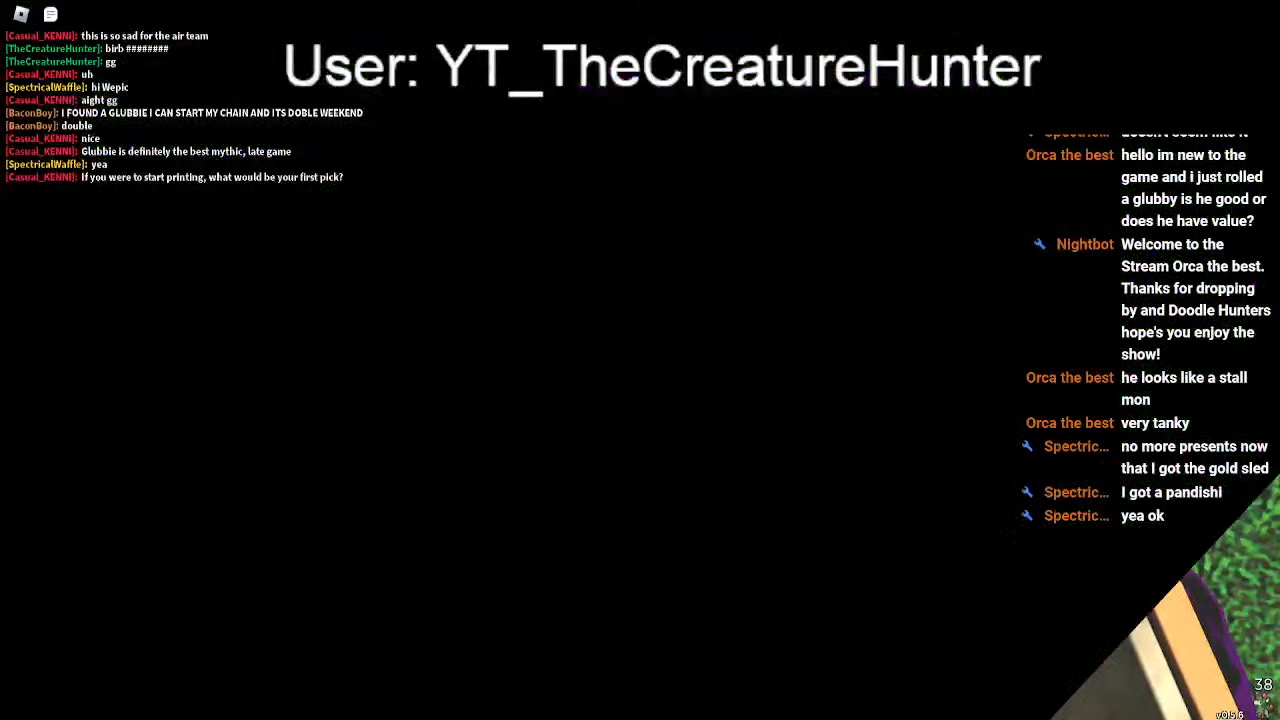 User: YT_TheCreatureHunter
[Casual_KENNi]: this is so sad for the air team
[TheCreatureHunter]: birb ########
[TheCreatureHunter]: gg
[Casual_KENNi]: uh
[SpectricalWaffle]: hi Wepic
[Casual_KENNi]: aight gg
[BaconBoy]: I FOUND A GLUBBIE I CAN START MY CHAIN AND ITS DOBLE WEEKEND
[BaconBoy]: double
[Casual_KENNi]: nice
[Casual_KENNi]: Glubbie is definitely the best mythic, late game
[SpectricalWaffle]: yea
[Casual_KENNi]: If you were to start printing, what would be your first pick?
Spectric... doesn't seem like it
Orca the best hello im new to the
game and i just rolled
a glubby is he good or
does he have value?
Nightbot Welcome to the
Stream Orca the best.
Thanks for dropping
by and Doodle Hunters
hope's you enjoy the
show!
Orca the best he looks like a stall
mon
Orca the best very tanky
Spectric... no more presents now
that I got the gold sled
Spectric... I got a pandishi
Spectric... yea ok
38